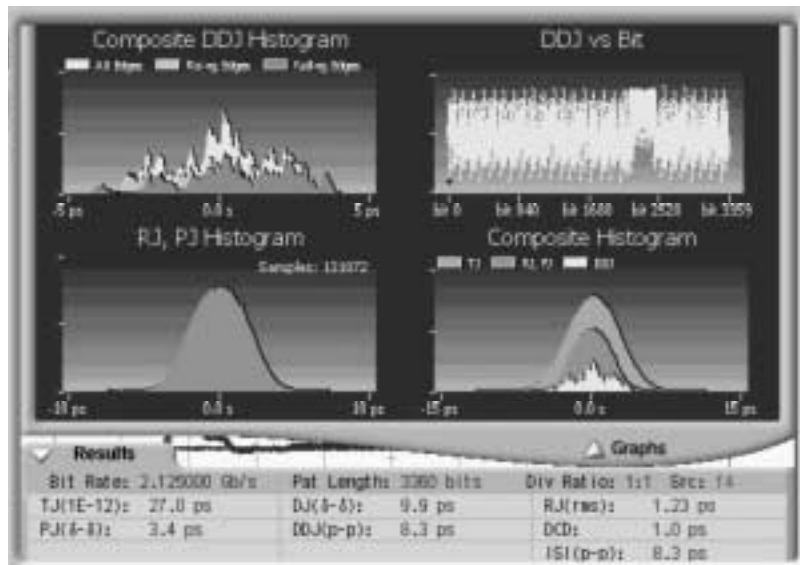 Composite DDJ Histogram
All Edges Rising Edges Falling Edges
-5 ps 0.0 s 5 ps
DDJ vs Bit
bit 0 bit 840 bit 1680 bit 2520 bit 3359
RJ, PJ Histogram
Samples: 131072
-10 ps 0.0 s 10 ps
Composite Histogram
TJ RJ, PJ DDJ
-15 ps 0.0 s 15 ps
Results
Graphs
Bit Rate: 2.125000 Gb/s Pat Length: 3360 bits Div Ratio: 1:1 Src:
TJ(1E-12): 27.0 ps DJ(δ-δ): 9.9 ps RJ(rms): 1.23 ps
PJ(δ-δ): 3.4 ps DDJ(p-p): 8.3 ps DCD: 1.0 ps
ISI(p-p): 8.3 ps